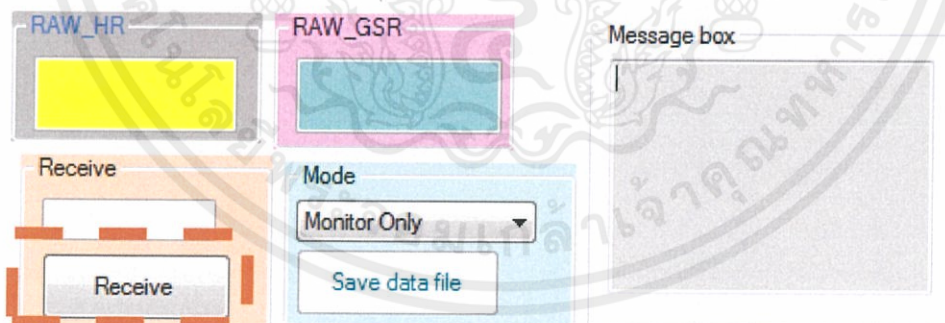 RAW_HR
RAW_GSR
Message box
Receive
Mode
Monitor Only
Receive
Save data file